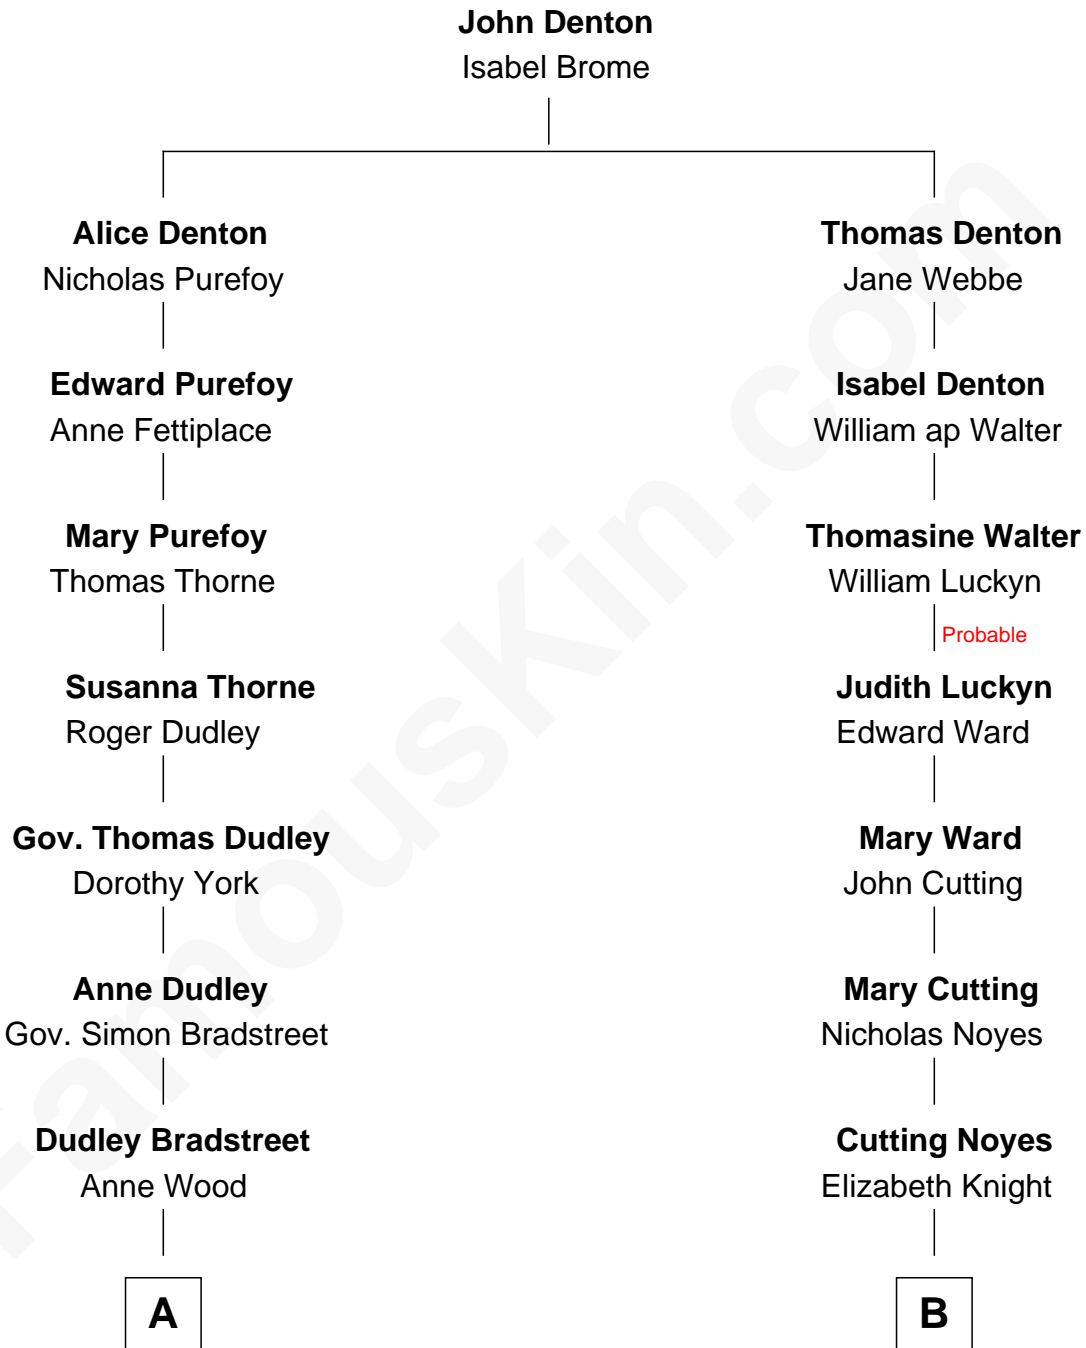 John Denton
Isabel Brome
Alice Denton
Nicholas Purefoy
Thomas Denton
Jane Webbe
Edward Purefoy
Anne Fettiplace
Isabel Denton
William ap Walter
Mary Purefoy
Thomas Thorne
Thomasine Walter
William Luckyn
Probable
Susanna Thorne
Roger Dudley
Judith Luckyn
Edward Ward
Gov. Thomas Dudley
Dorothy York
Mary Ward
John Cutting
Anne Dudley
Gov. Simon Bradstreet
Mary Cutting
Nicholas Noyes
Dudley Bradstreet
Anne Wood
Cutting Noyes
Elizabeth Knight
A
B
FamousKin.com